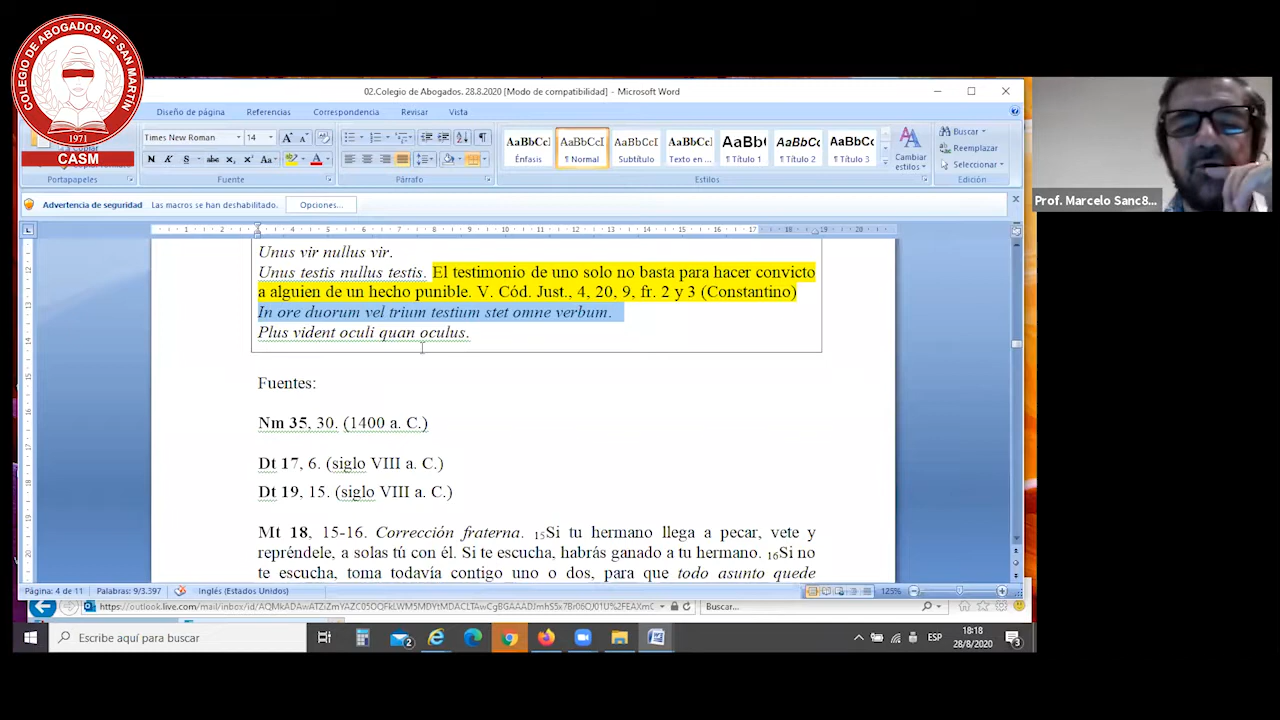 COLEGIO DE ABOGADOS DE SAN MARTÍN
1971
CASM
02.Colegio de Abogados. 28.8.2020 [Modo de compatibilidad] - Microsoft Word
Diseño de página Referencias Correspondencia Revisar Vista
Times New Roman 14
Buscar
Reemplazar
Seleccionar
AaBbCcI AaBbCcI AaBbCcI AaBbCcI AaBbC AaBbCc AaBbC
Énfasis ¶ Normal Subtítulo Texto en ... ¶ Título 1 ¶ Título 2 ¶ Título 3
Cambiar estilos
N K S abc x₂ x² Aa
Portapapeles Fuente Párrafo Estilos Edición
Advertencia de seguridad Las macros se han deshabilitado. Opciones...
Prof. Marcelo Sanc8...
Unus vir nullus vir.
Unus testis nullus testis. El testimonio de uno solo no basta para hacer convicto
a alguien de un hecho punible. V. Cód. Just., 4, 20, 9, fr. 2 y 3 (Constantino)
In ore duorum vel trium testium stet omne verbum.
Plus vident oculi quan oculus.
Fuentes:
Nm 35, 30. (1400 a. C.)
Dt 17, 6. (siglo VIII a. C.)
Dt 19, 15. (siglo VIII a. C.)
Mt 18, 15-16. Corrección fraterna. 15Si tu hermano llega a pecar, vete y
repréndele, a solas tú con él. Si te escucha, habrás ganado a tu hermano. 16Si no
te escucha, toma todavía contigo uno o dos, para que todo asunto quede
Página: 4 de 11 Palabras: 9/3.397 Inglés (Estados Unidos) 125%
Buscar...
Escribe aquí para buscar
ESP
18:18
28/8/2020